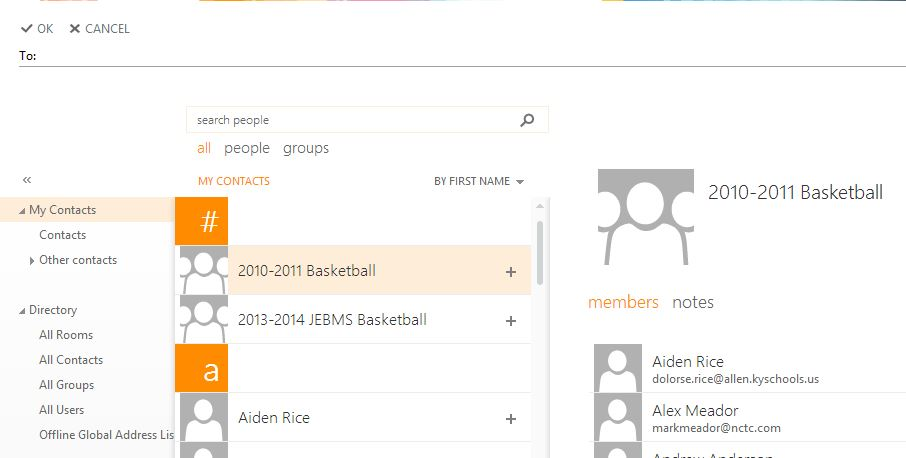 OK CANCEL
To:
search people
all people groups
«
MY CONTACTS BY FIRST NAME
My Contacts
Contacts
Other contacts
Directory
All Rooms
All Contacts
All Groups
All Users
Offline Global Address Lis
#
2010-2011 Basketball +
2013-2014 JEBMS Basketball +
a
Aiden Rice +
2010-2011 Basketball
members notes
Aiden Rice
dolorse.rice@allen.kyschools.us
Alex Meador
markmeador@nctc.com